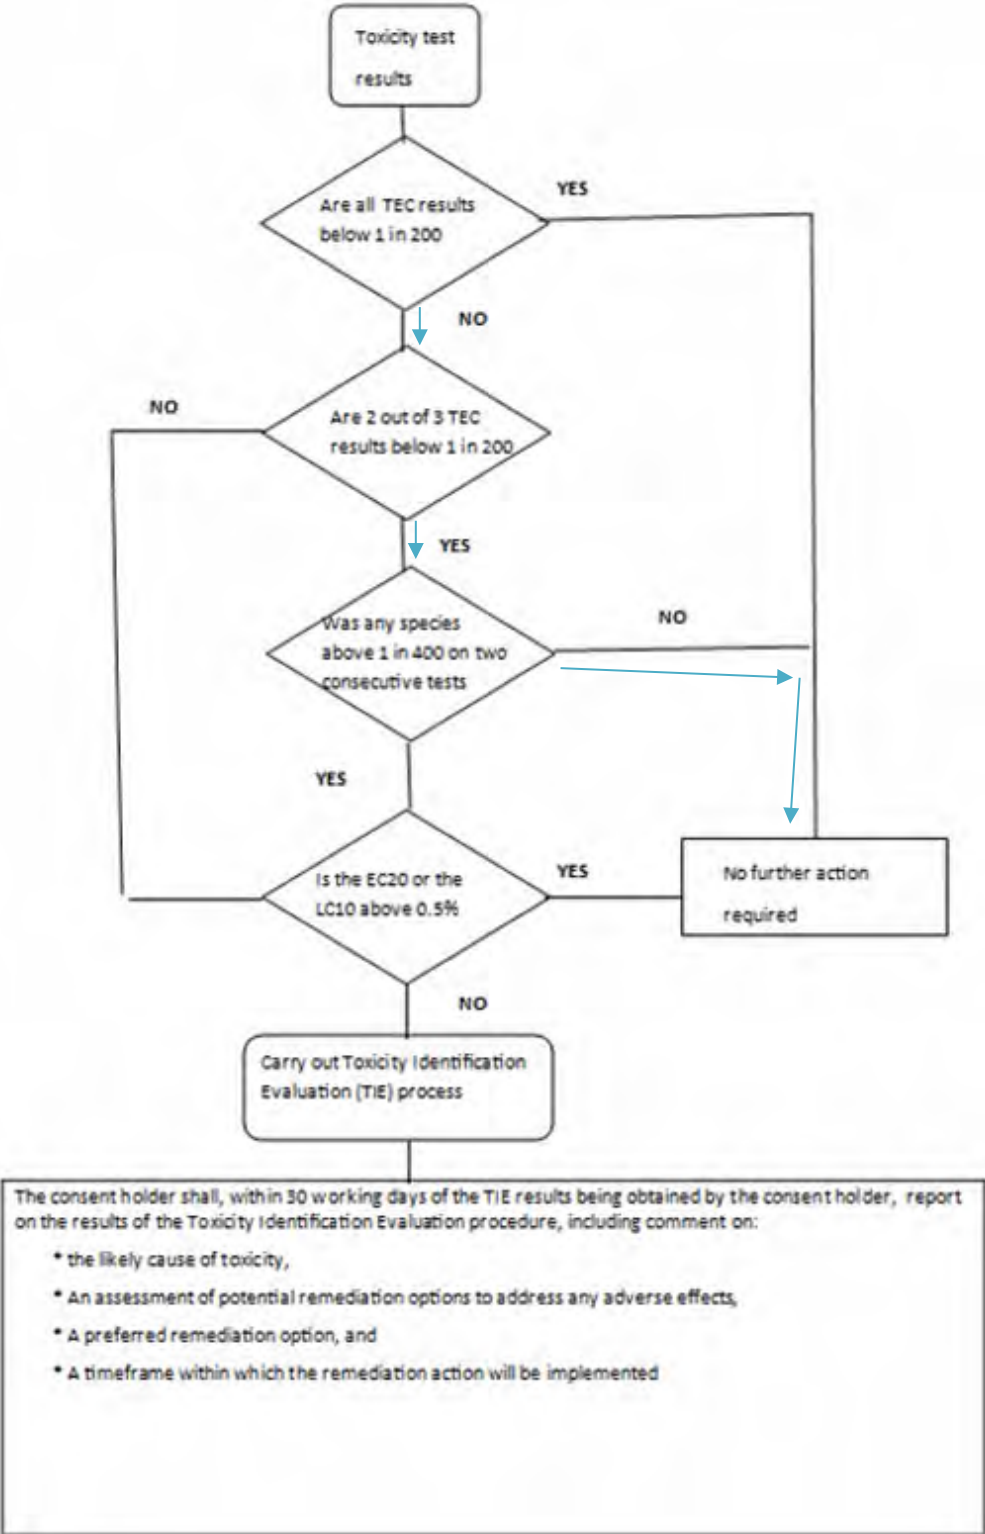 Toxicity test
results
Are all TEC results
below 1 in 200
YES
NO
Are 2 out of 3 TEC
results below 1 in 200
NO
YES
Was any species
above 1 in 400 on two
consecutive tests
NO
YES
Is the EC20 or the
LC10 above 0.5%
YES
No further action
required
NO
Carry out Toxicity Identification
Evaluation (TIE) process
The consent holder shall, within 30 working days of the TIE results being obtained by the consent holder, report
on the results of the Toxicity Identification Evaluation procedure, including comment on:
* the likely cause of toxicity,
* An assessment of potential remediation options to address any adverse effects,
* A preferred remediation option, and
* A timeframe within which the remediation action will be implemented